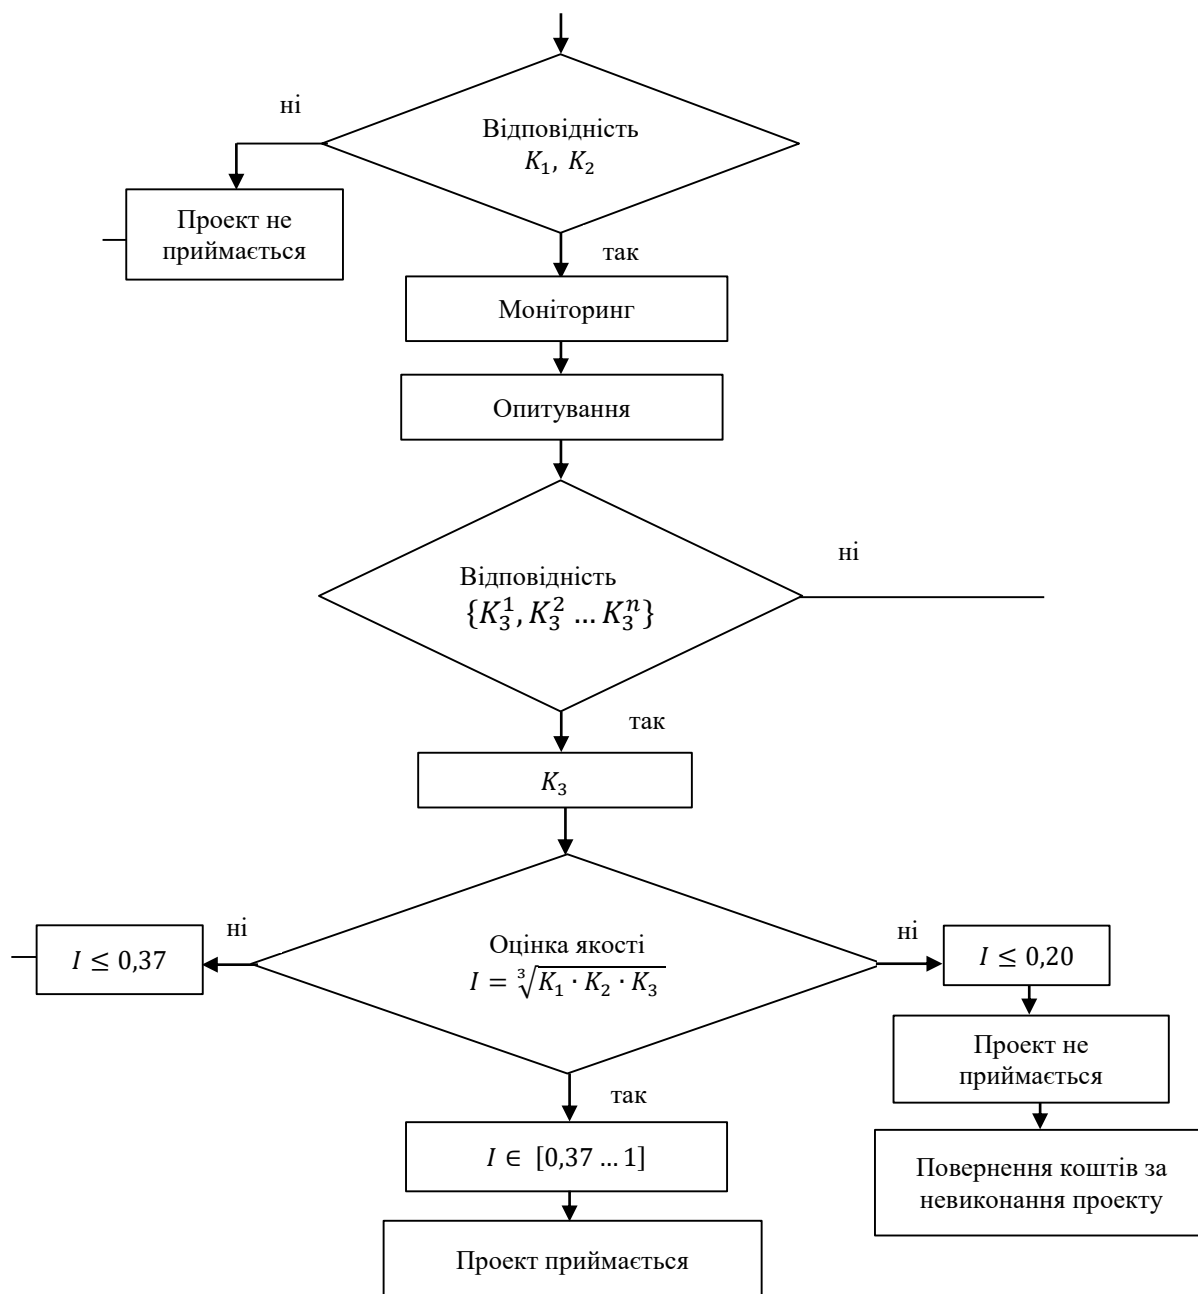 ні
Відповідність
K₁, K₂
Проект не
приймається
так
Моніторинг
Опитування
Відповідність
{K₃¹, K₃² … K₃ⁿ}
ні
так
K₃
ні
I ≤ 0,37
Оцінка якості
I = ∛(K₁ · K₂ · K₃)
ні
I ≤ 0,20
Проект не
приймається
так
I ∈ [0,37 … 1]
Повернення коштів за
невиконання проекту
Проект приймається